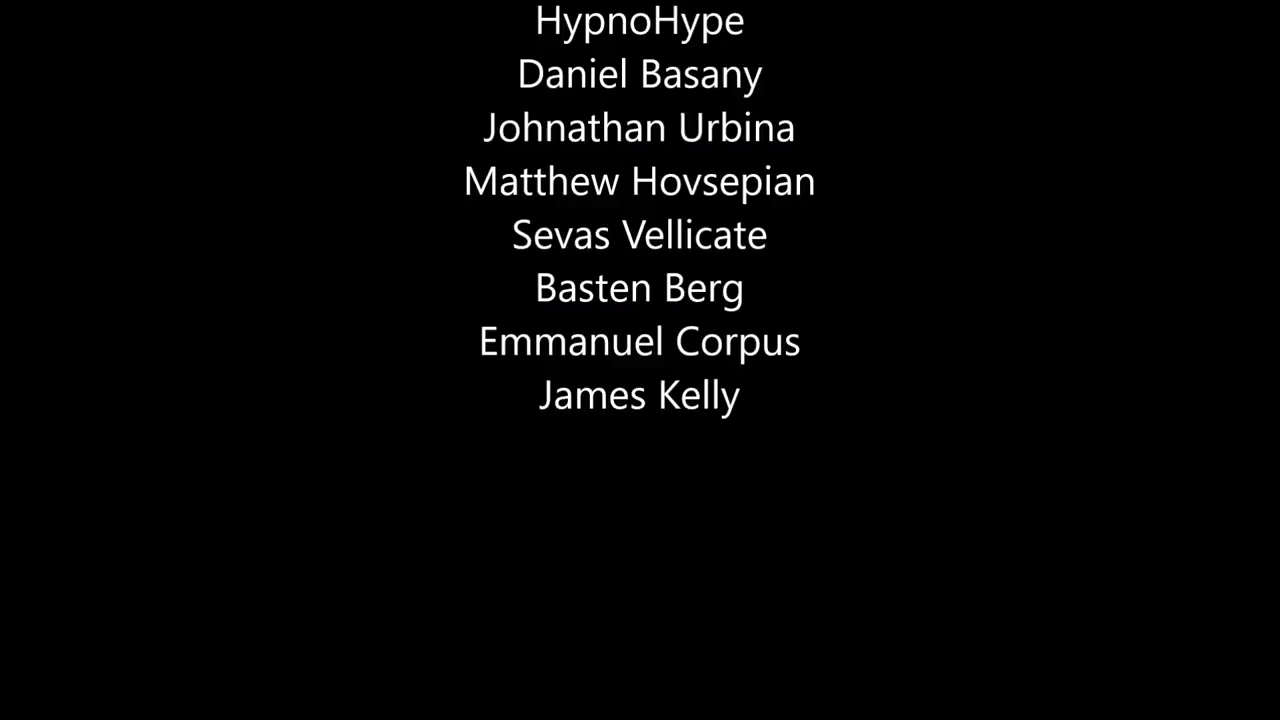 HypnoHype
Daniel Basany
Johnathan Urbina
Matthew Hovsepian
Sevas Vellicate
Basten Berg
Emmanuel Corpus
James Kelly